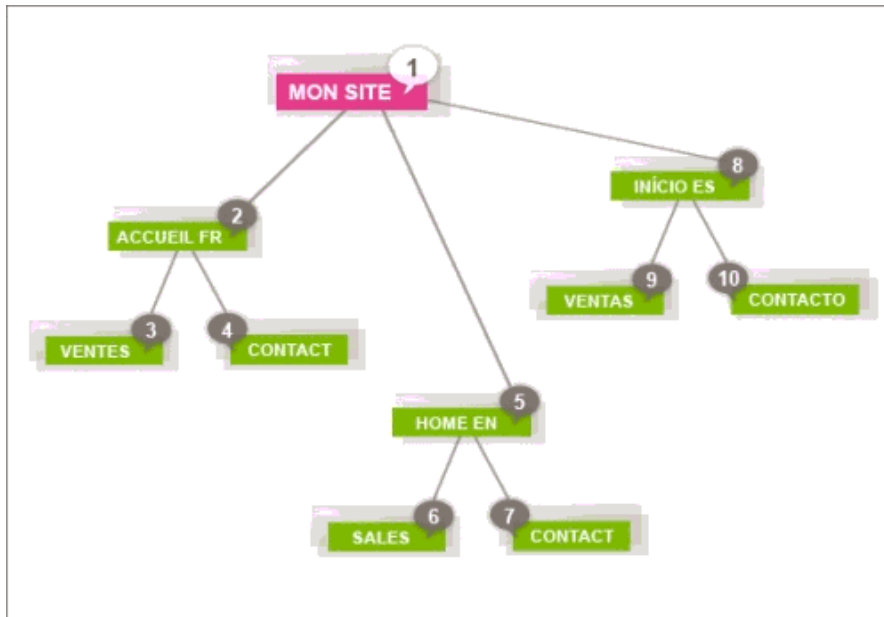 1
MON SITE
2
ACCUEIL FR
3
VENTES
4
CONTACT
5
HOME EN
6
SALES
7
CONTACT
8
INÍCIO ES
9
VENTAS
10
CONTACTO